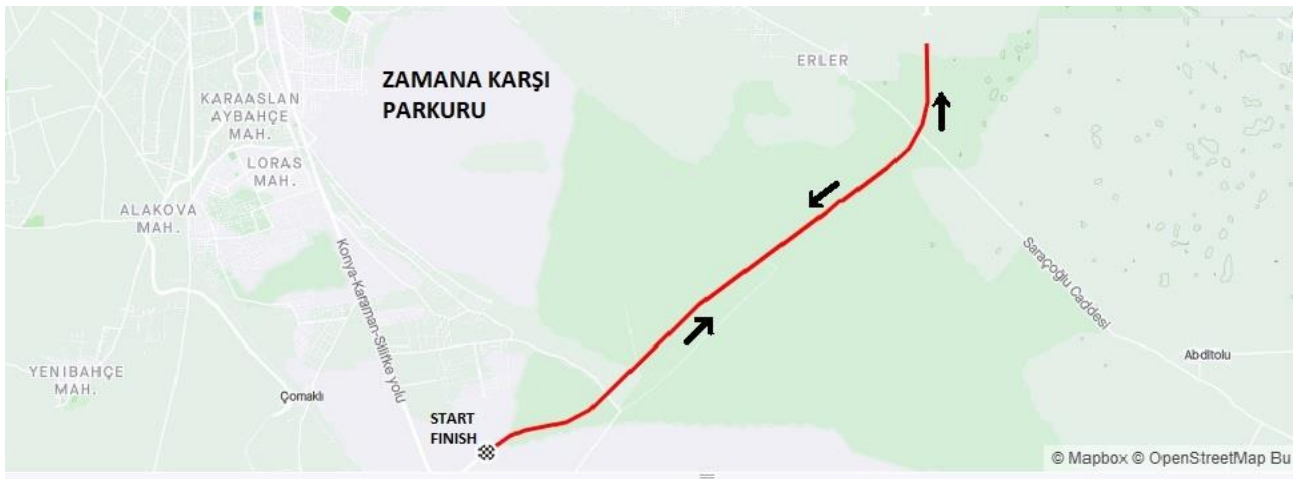 ZAMANA KARŞI
PARKURU
ERLER
KARAASLAN
AYBAHÇE
MAH.
LORAS
MAH.
ALAKOVA
MAH.
Konya-Karaman-Silifke yolu
Saraçoğlu Caddesi
Abditolu
YENIBAHÇE
MAH.
Çomaklı
START
FINISH
© Mapbox © OpenStreetMap Bu